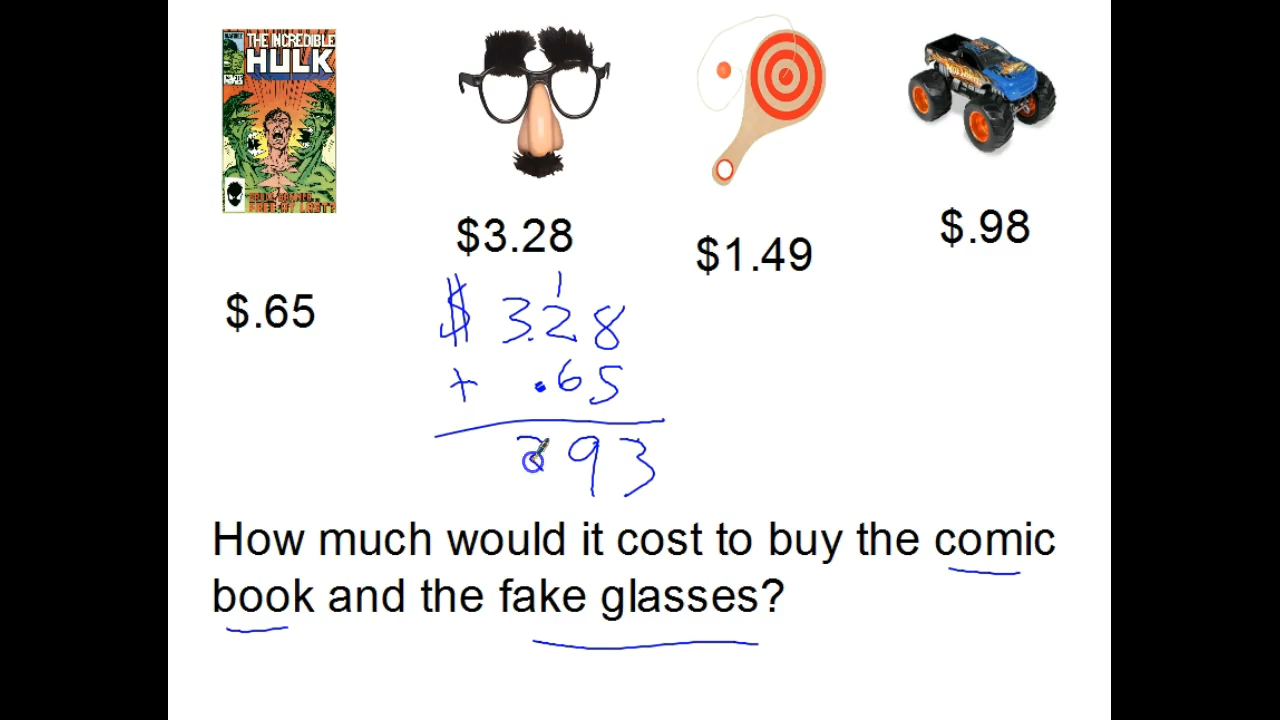 THE INCREDIBLE
HULK
$3.28
$.98
$1.49
$.65
1
$ 3.28
+ .65
93
How much would it cost to buy the comic
book and the fake glasses?